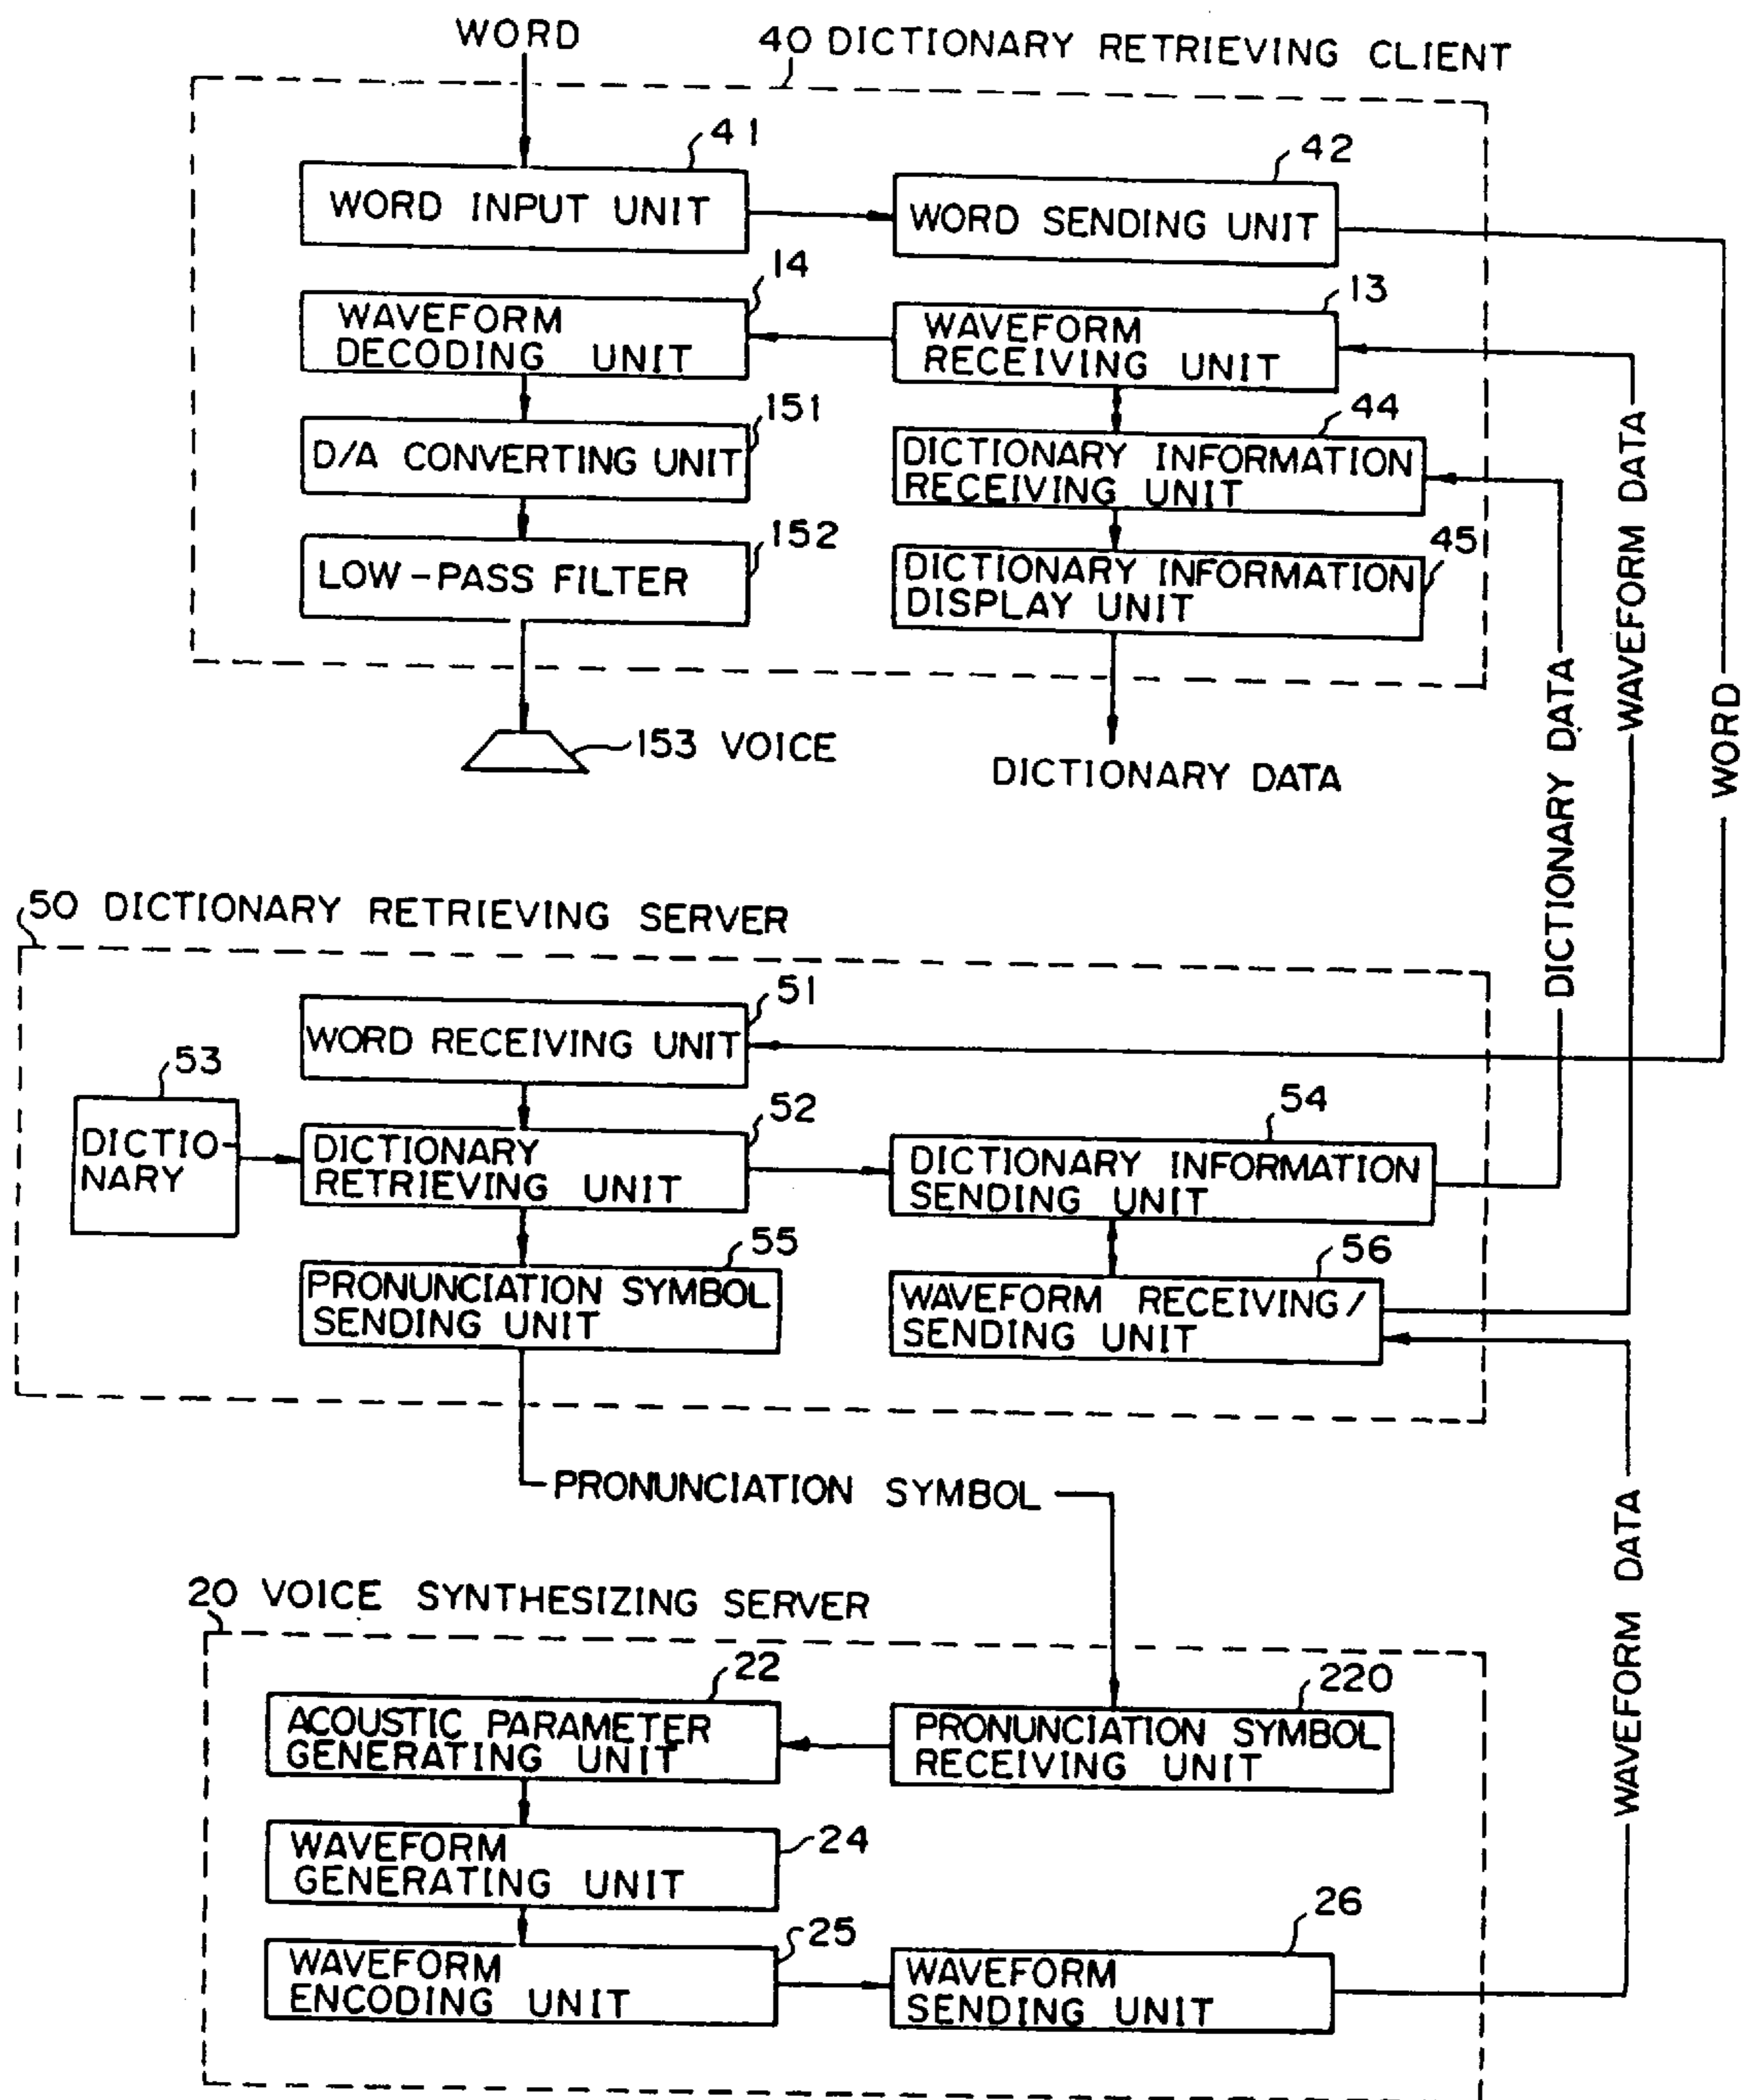 WORD
40 DICTIONARY RETRIEVING CLIENT
41
WORD INPUT UNIT
42
WORD SENDING UNIT
14
WAVEFORM
DECODING UNIT
13
WAVEFORM
RECEIVING UNIT
151
D/A CONVERTING UNIT
44
DICTIONARY INFORMATION
RECEIVING UNIT
152
LOW-PASS FILTER
45
DICTIONARY INFORMATION
DISPLAY UNIT
153 VOICE
DICTIONARY DATA
DICTIONARY DATA
WAVEFORM DATA
WORD
50 DICTIONARY RETRIEVING SERVER
51
WORD RECEIVING UNIT
53
DICTIO-
NARY
52
DICTIONARY
RETRIEVING UNIT
54
DICTIONARY INFORMATION
SENDING UNIT
55
PRONUNCIATION SYMBOL
SENDING UNIT
56
WAVEFORM RECEIVING/
SENDING UNIT
PRONUNCIATION SYMBOL
WAVEFORM DATA
20 VOICE SYNTHESIZING SERVER
22
ACOUSTIC PARAMETER
GENERATING UNIT
220
PRONUNCIATION SYMBOL
RECEIVING UNIT
24
WAVEFORM
GENERATING UNIT
25
WAVEFORM
ENCODING UNIT
26
WAVEFORM
SENDING UNIT